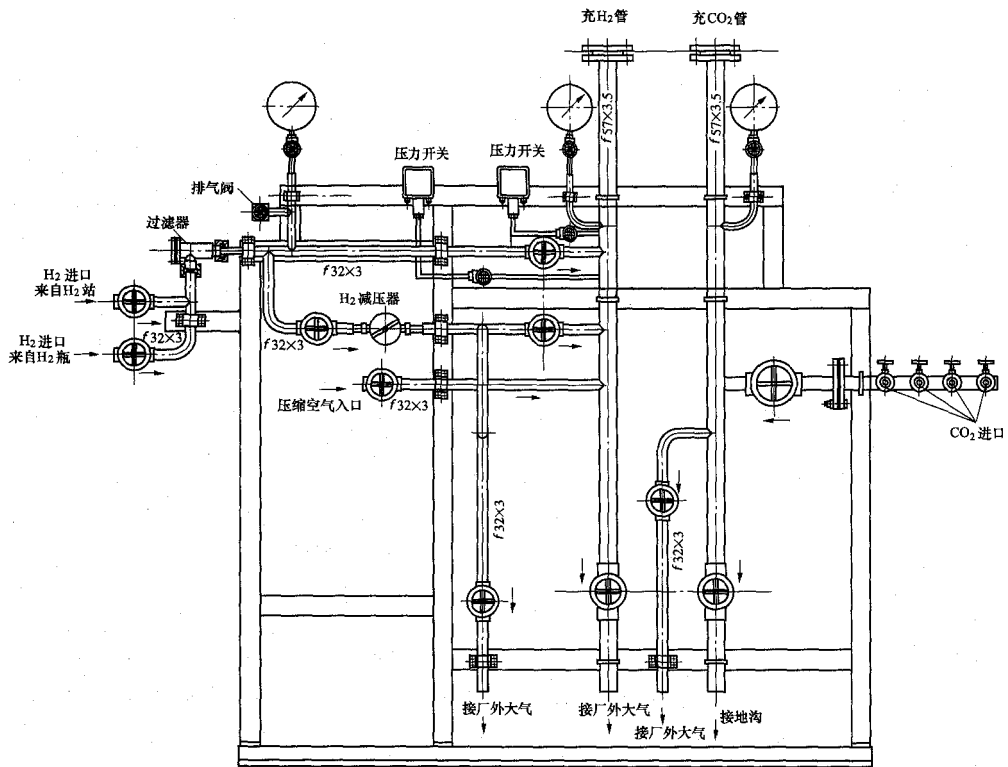 充H₂管
充CO₂管
f57×3.5
f57×3.5
压力开关
压力开关
排气阀
过滤器
f32×3
H₂进口
来自H₂站
H₂减压器
f32×3
f32×3
H₂进口
来自H₂瓶
压缩空气入口
f32×3
CO₂进口
f32×3
f32×3
接厂外大气
接厂外大气
接厂外大气
接地沟